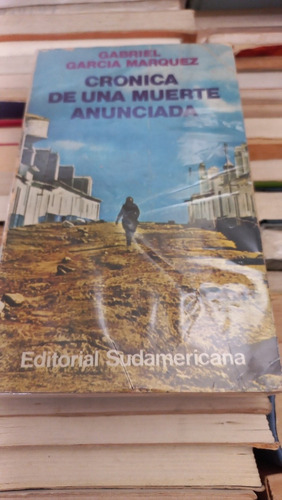 GABRIEL
GARCIA MARQUEZ
CRONICA
DE UNA MUERTE
ANUNCIADA
Editorial Sudamericana